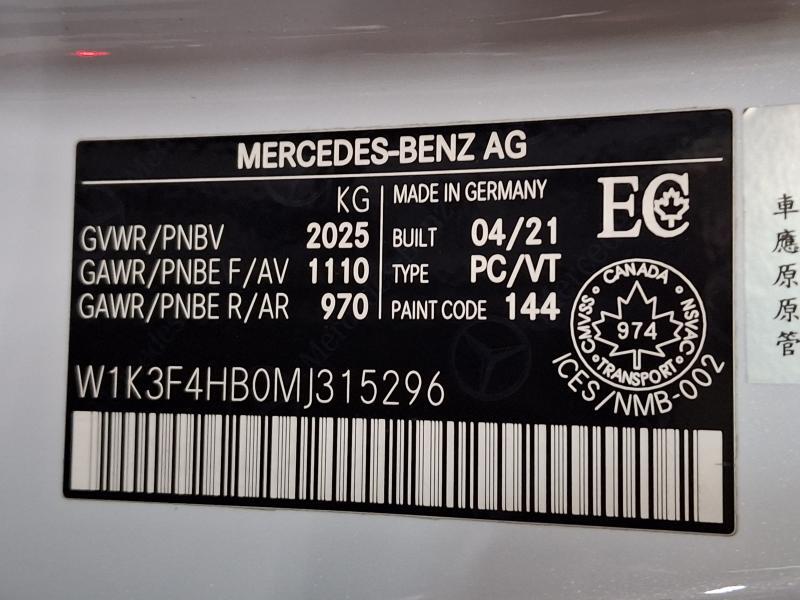 MERCEDES-BENZ AG
KG
GVWR/PNBV 2025
GAWR/PNBE F/AV 1110
GAWR/PNBE R/AR 970
MADE IN GERMANY
BUILT 04/21
TYPE PC/VT
PAINT CODE 144
EC
CANADA
CMVSS · NSVAC
974
TRANSPORT
ICES/NMB-002
W1K3F4HB0MJ315296
車
應
原
原
管